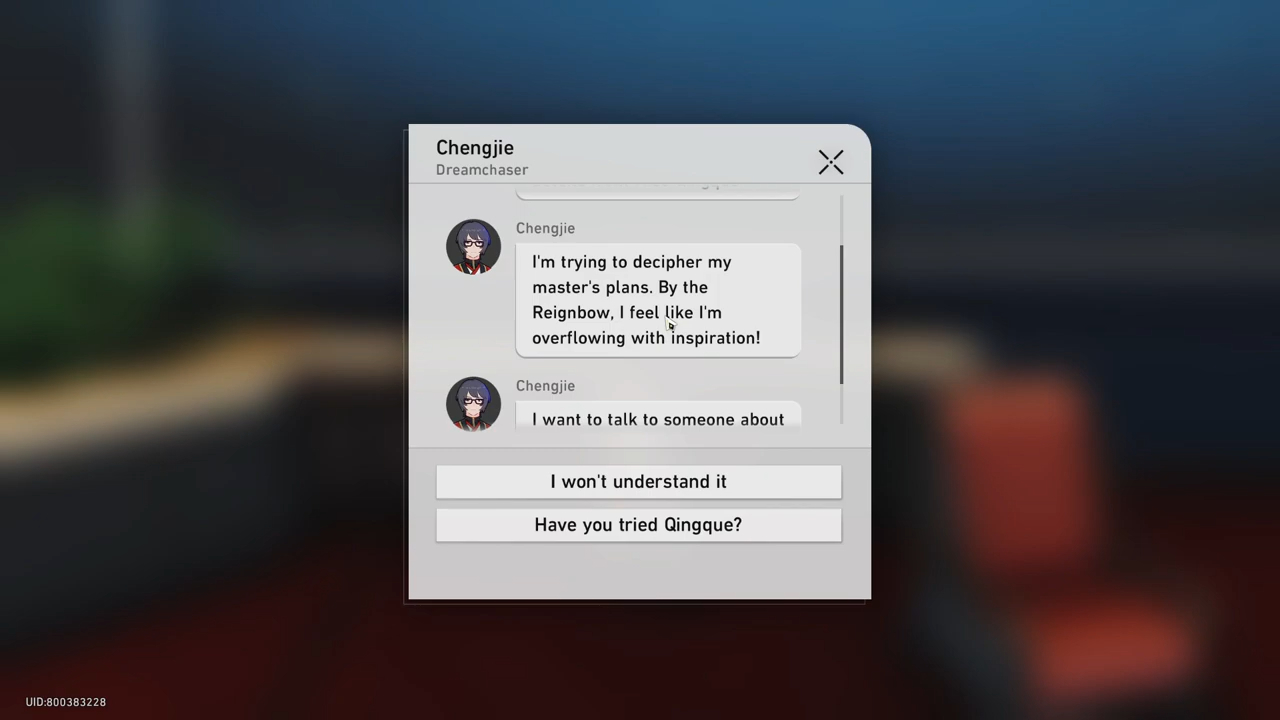 Chengjie
Dreamchaser
Chengjie
I'm trying to decipher my
master's plans. By the
Reignbow, I feel like I'm
overflowing with inspiration!
Chengjie
I want to talk to someone about
I won't understand it
Have you tried Qingque?
UID:800383228